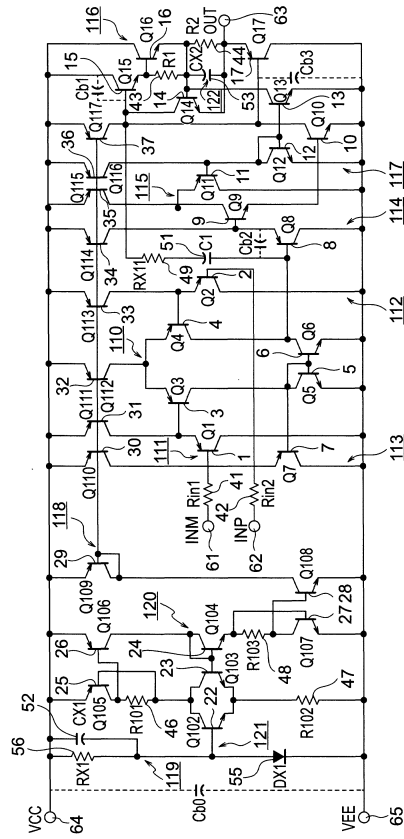 VCC
64
VEE
65
Cb0
56
RX1
52
CX1
119
55
DX1
121
25
Q105
R101
46
Q102
22
26
Q106
120
23
Q103
24
Q104
R103
48
R102
47
Q107
27
28
Q108
29
Q109
118
30
Q110
31
Q111
32
Q112
110
111
Q1
1
Rin1
41
INM
61
42
Rin2
INP
62
Q3
3
Q7
7
113
Q4
4
Q5
5
Q6
6
33
Q113
Q2
2
112
34
Q114
RX11
49
C1
51
Cb2
Q8
8
114
35
Q115
36
Q116
115
9
Q9
Q11
11
37
Q117
Q12
12
117
Q10
10
Q13
13
116
15
Q15
Cb1
Q16
16
43
R1
14
Q14
122
CX2
53
R2
44
OUT
63
17
Q17
Cb3